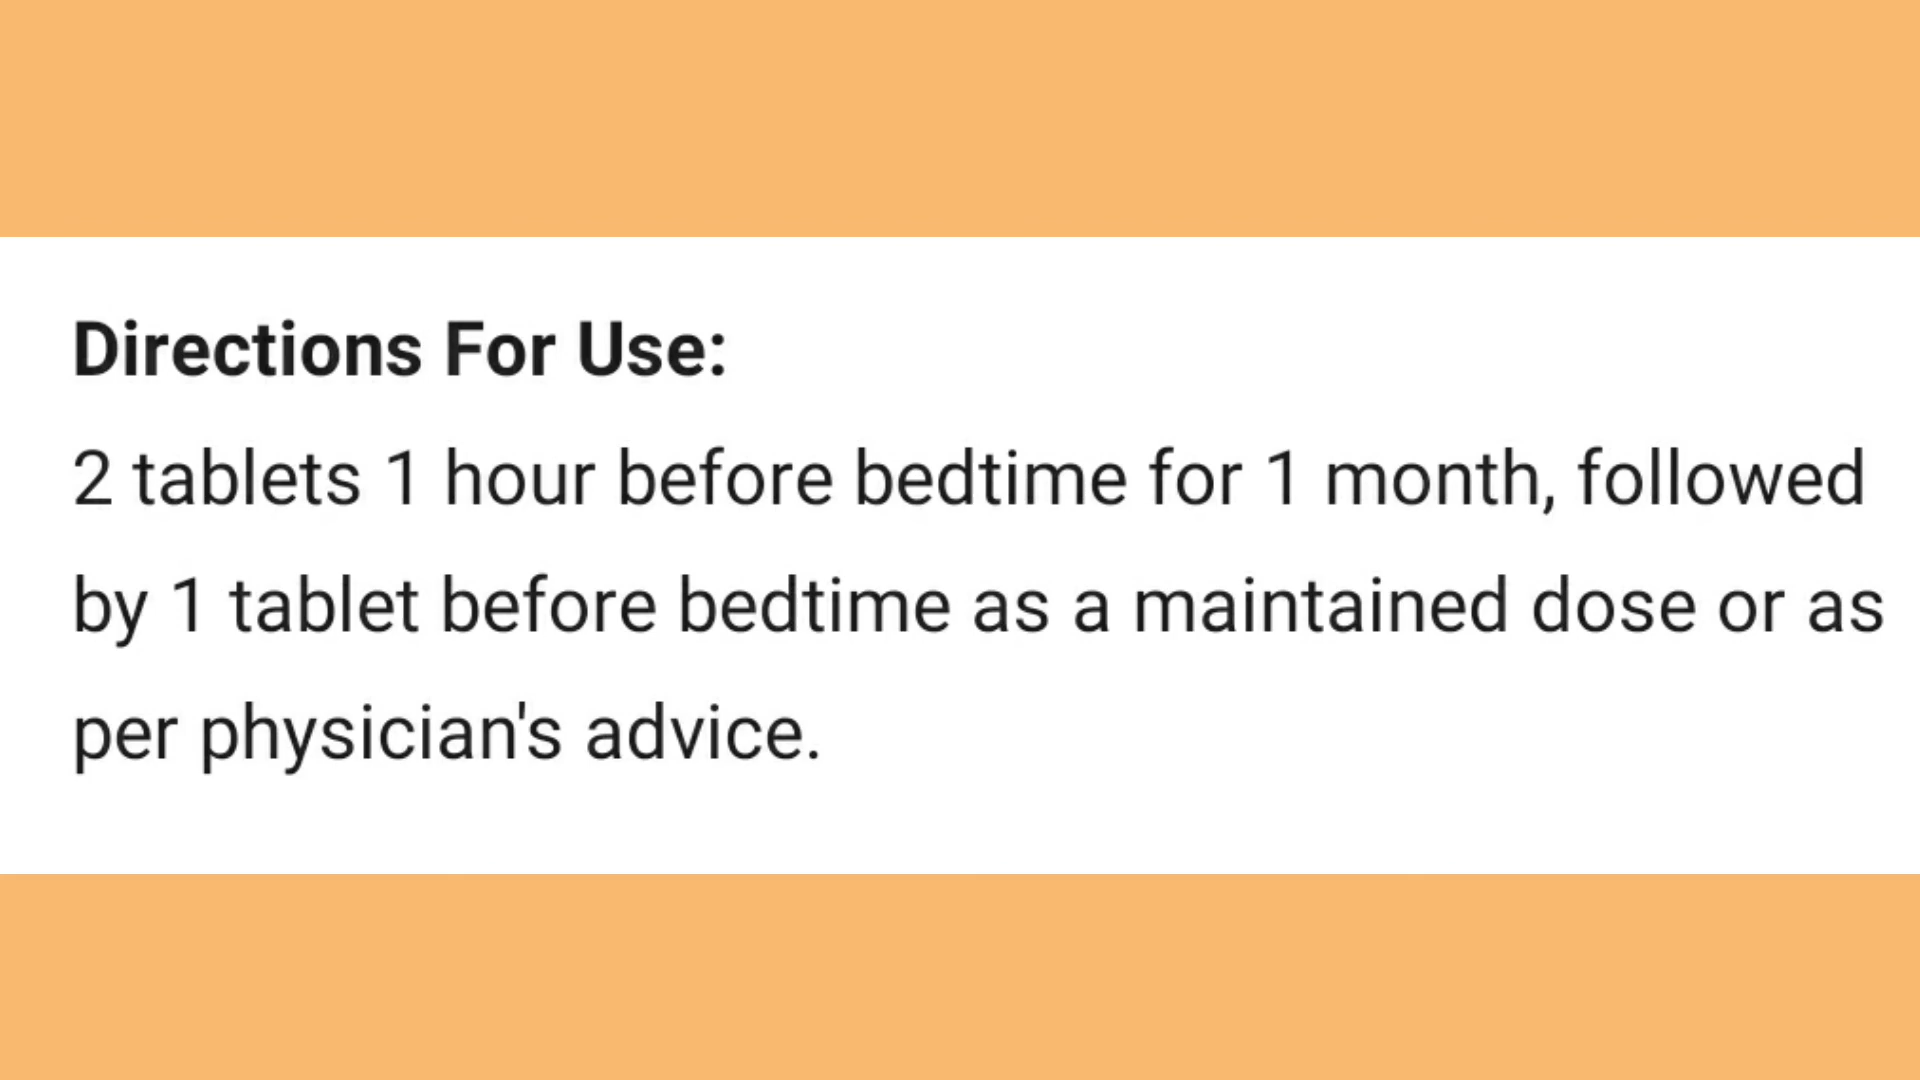 Directions For Use:
2 tablets 1 hour before bedtime for 1 month, followed
by 1 tablet before bedtime as a maintained dose or as
per physician's advice.